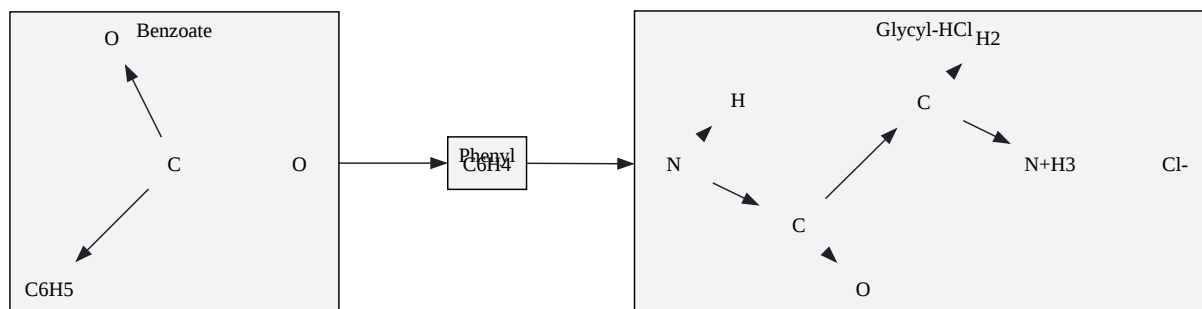 Benzoate
O
C
O
C6H5
Phenyl
C6H4
Glycyl-HCl
H2
C
H
N
N+H3
Cl-
C
O